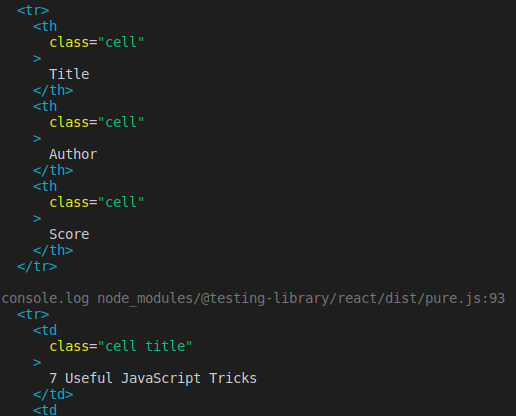 <tr>
<th
class="cell"
>
Title
</th>
<th
class="cell"
>
Author
</th>
<th
class="cell"
>
Score
</th>
</tr>
console.log node_modules/@testing-library/react/dist/pure.js:93
<tr>
<td
class="cell title"
>
7 Useful JavaScript Tricks
</td>
<td